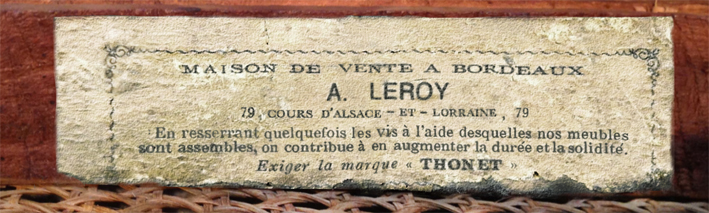 MAISON DE VENTE A BORDEAUX
A. LEROY
79, COURS D'ALSACE - ET - LORRAINE, 79
En resserrant quelquefois les vis à l'aide desquelles nos meubles
sont assembles, on contribue à en augmenter la durée et la solidité.
Exiger la marque « THONET »